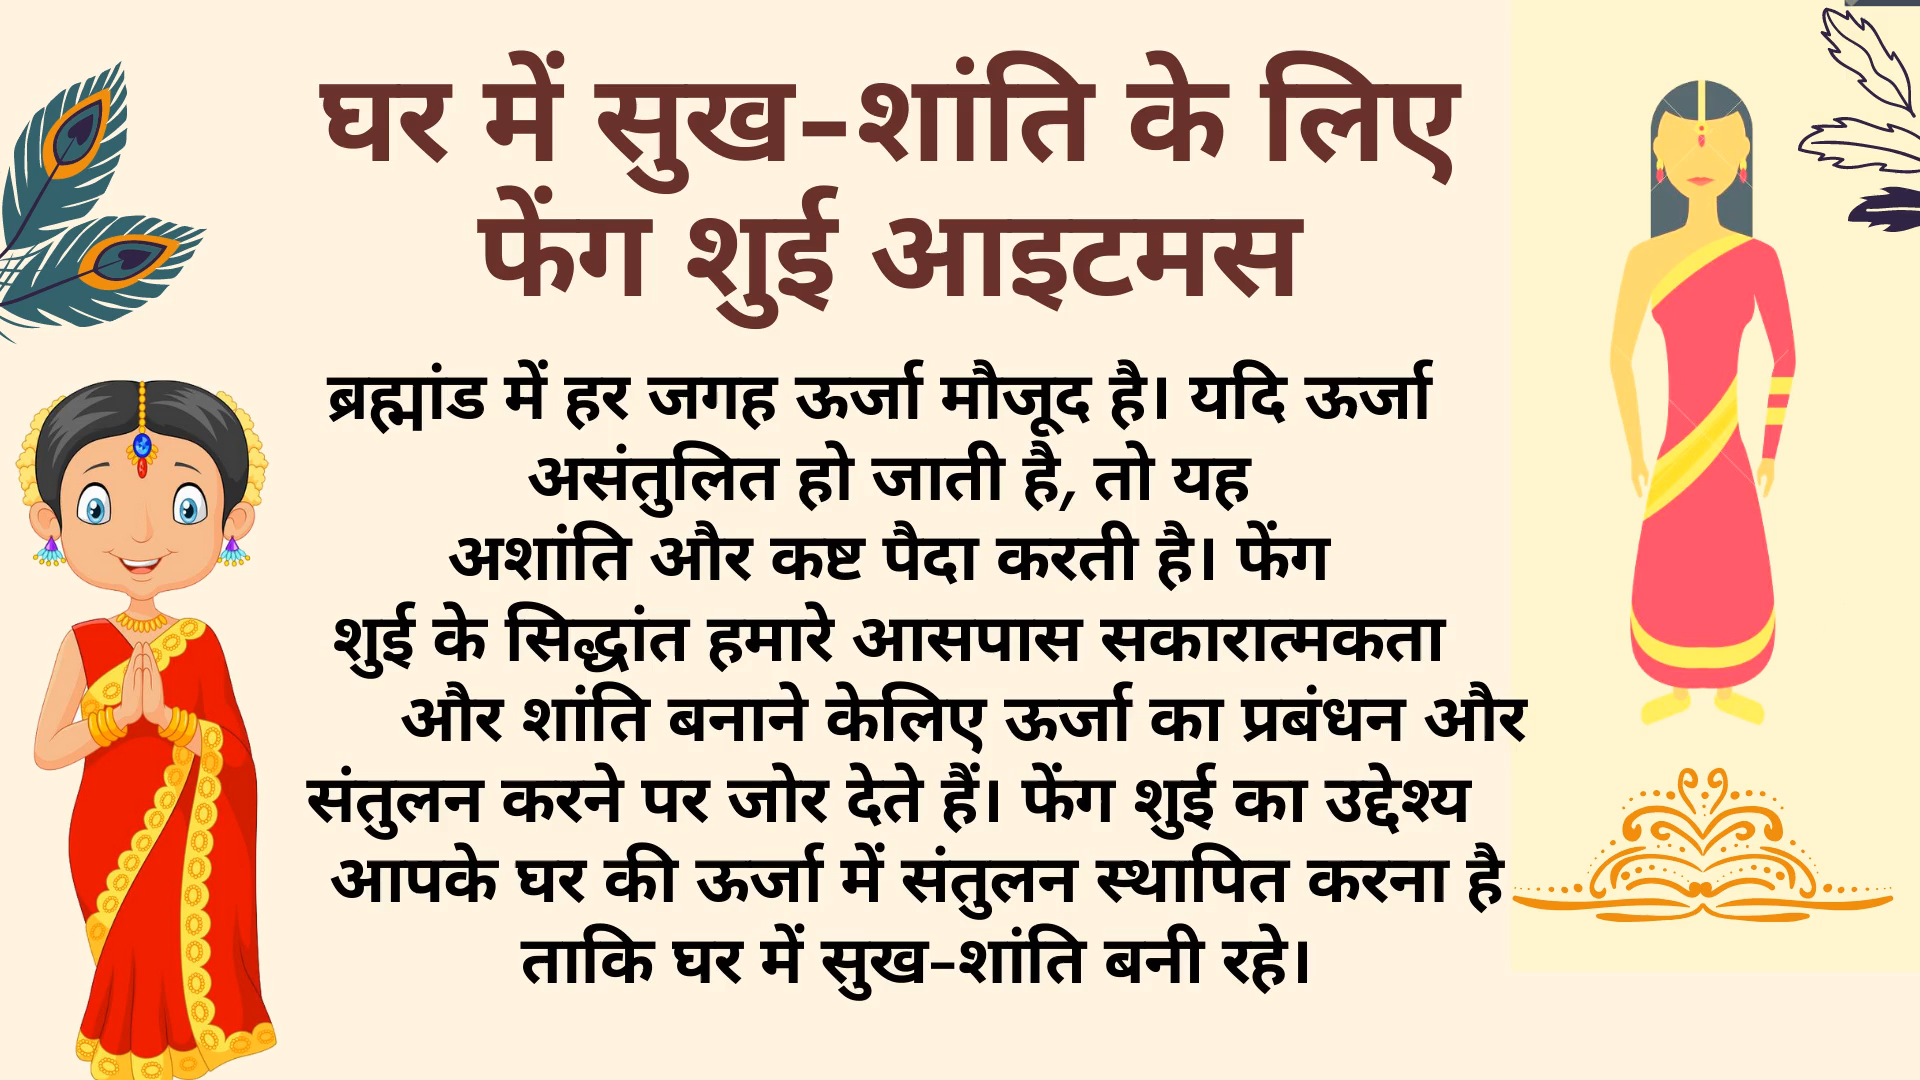 घर में सुख-शांति के लिए
फेंग शुई आइटमस
ब्रह्मांड में हर जगह ऊर्जा मौजूद है। यदि ऊर्जा
असंतुलित हो जाती है, तो यह
अशांति और कष्ट पैदा करती है। फेंग
शुई के सिद्धांत हमारे आसपास सकारात्मकता
और शांति बनाने केलिए ऊर्जा का प्रबंधन और
संतुलन करने पर जोर देते हैं। फेंग शुई का उद्देश्य
आपके घर की ऊर्जा में संतुलन स्थापित करना है
ताकि घर में सुख-शांति बनी रहे।